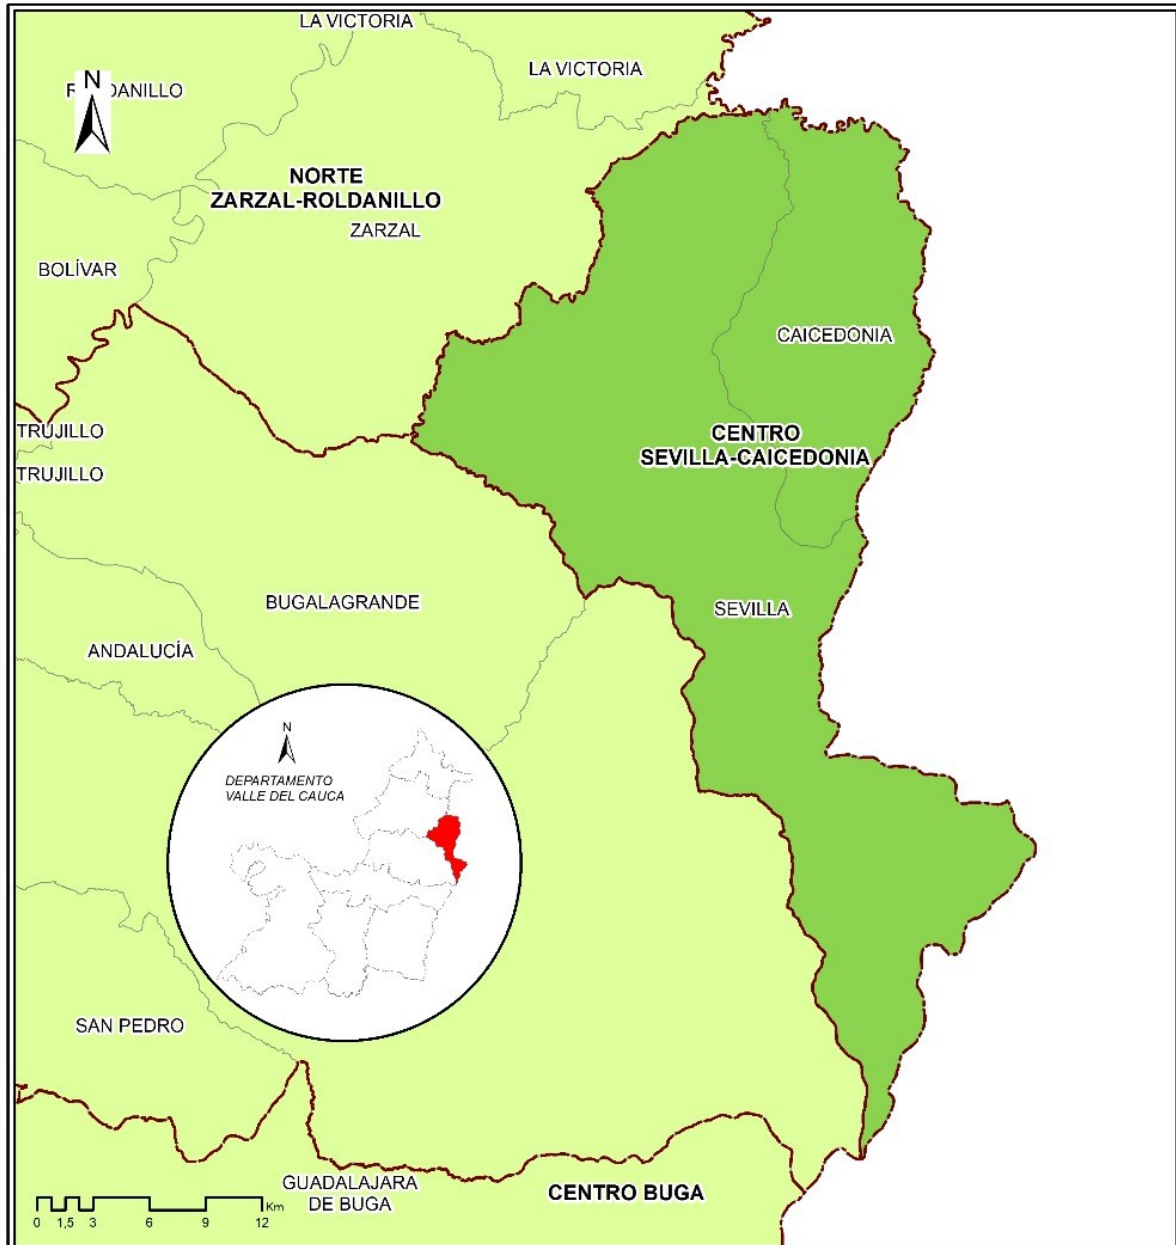 LA VICTORIA
LA VICTORIA
N
NORTE
ZARZAL-ROLDANILLO
ZARZAL
BOLÍVAR
CAICEDONIA
TRUJILLO
CENTRO
SEVILLA-CAICEDONIA
TRUJILLO
BUGALAGRANDE
SEVILLA
ANDALUCÍA
N
DEPARTAMENTO
VALLE DEL CAUCA
SAN PEDRO
GUADALAJARA
DE BUGA
CENTRO BUGA
Km
0 1,5 3 6 9 12